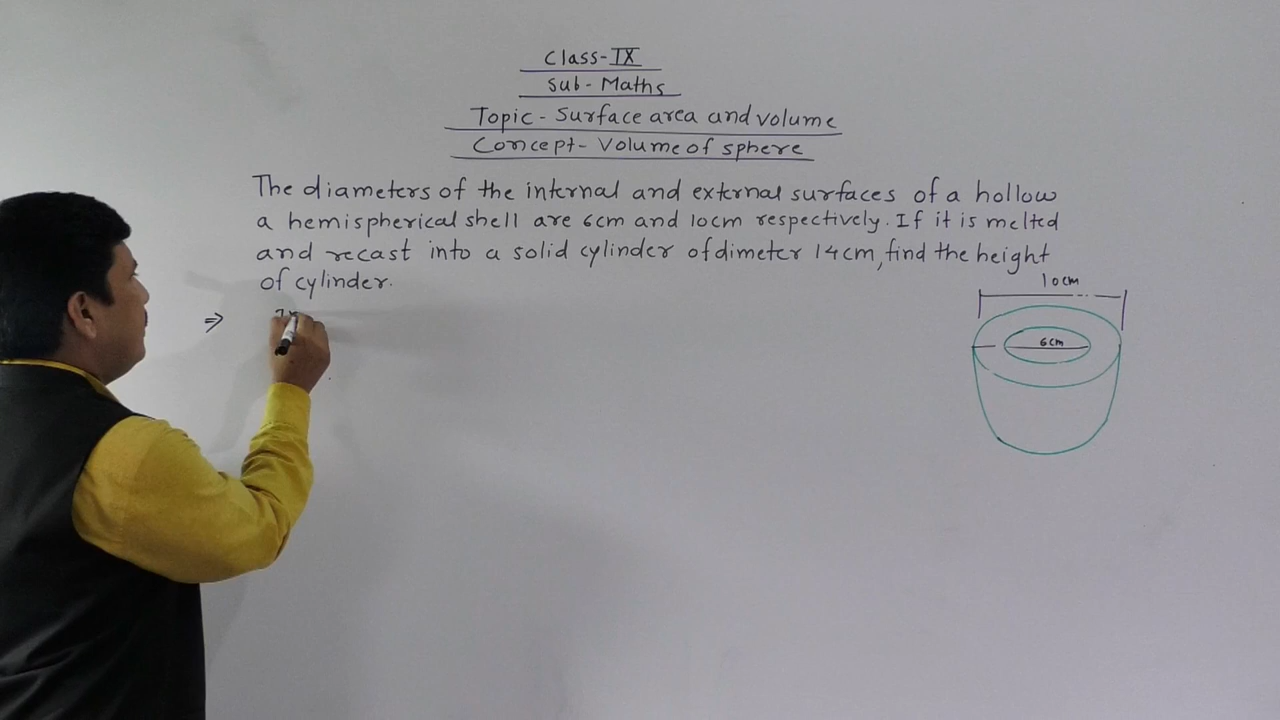 Class-IX
Sub- Maths
Topic - Surface area and volume
Concept- Volume of sphere
The diameters of the internal and external surfaces of a hollow
a hemispherical shell are 6cm and 10cm respectively. If it is melted
and recast into a solid cylinder of dimeter 14cm, find the height
of cylinder.
10cm
6cm
⇒